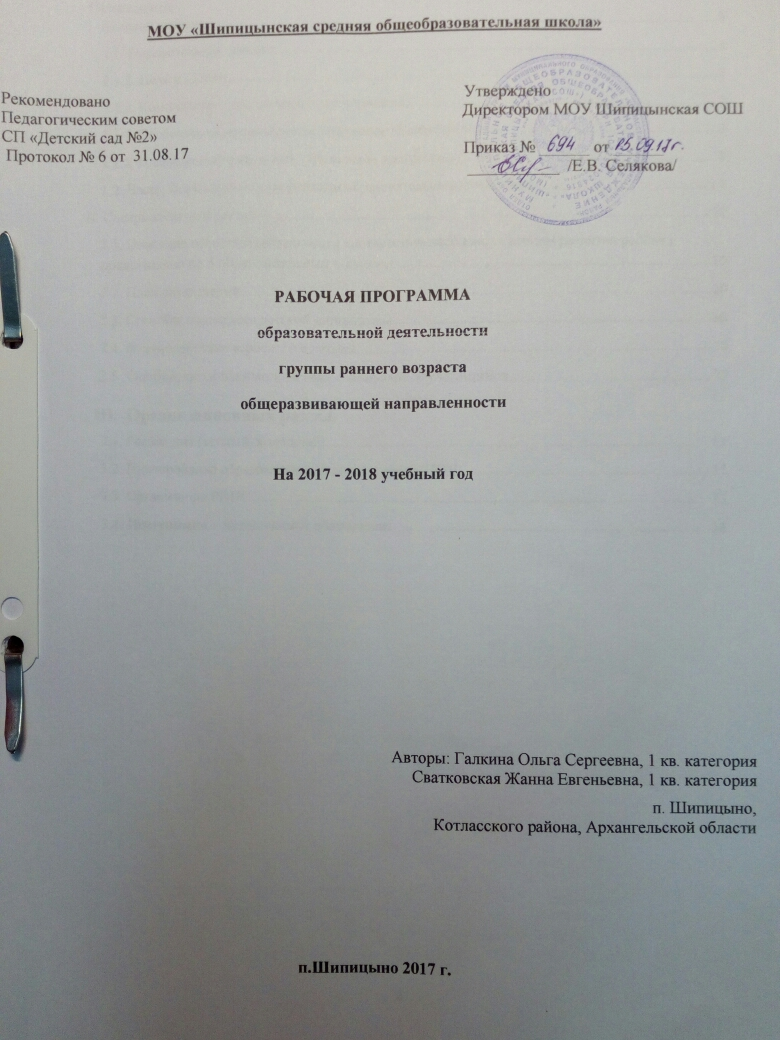 МОУ «Шипицынская средняя общеобразовательная школа»
Рекомендовано
Педагогическим советом
СП «Детский сад №2»
Протокол № 6 от 31.08.17
Утверждено
Директором МОУ Шипицынская СОШ
Приказ № 694 от 15.09.17г.
/Е.В. Селякова/
РАБОЧАЯ ПРОГРАММА
образовательной деятельности
группы раннего возраста
общеразвивающей направленности
На 2017 - 2018 учебный год
Авторы: Галкина Ольга Сергеевна, 1 кв. категория
Сватковская Жанна Евгеньевна, 1 кв. категория
п. Шипицыно,
Котласского района, Архангельской области
п.Шипицыно 2017 г.